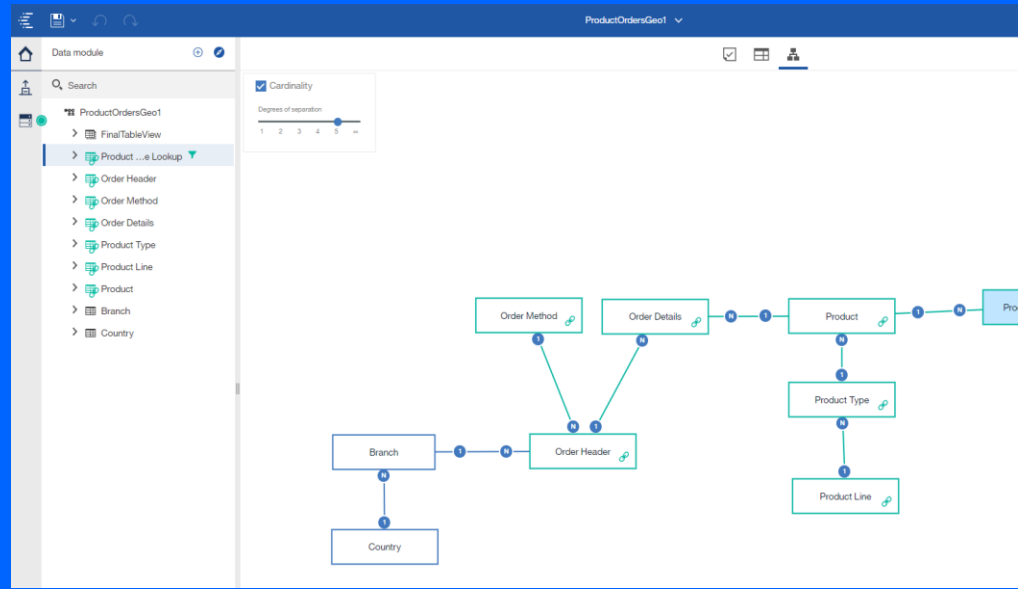 ProductOrdersGeo1
Data module
Search
ProductOrdersGeo1
FinalTableView
Product ...e Lookup
Order Header
Order Method
Order Details
Product Type
Product Line
Product
Branch
Country
Cardinality
Degrees of separation
1 2 3 4 5 ∞
Order Method
Order Details
N 1
Product
1 N
Pro
1
N
N
1
Product Type
N
N 1
Branch
1 N
Order Header
N
1
Product Line
1
Country